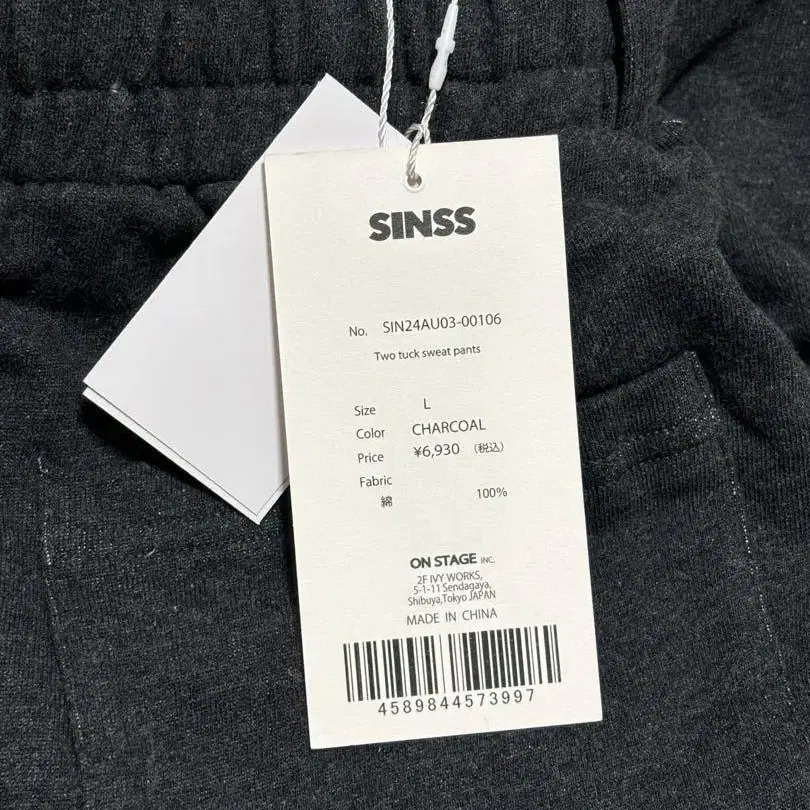 SINSS
No. SIN24AU03-00106
Two tuck sweat pants
Size L
Color CHARCOAL
Price ¥6,930 (税込)
Fabric
綿 100%
ON STAGE INC.
2F IVY WORKS,
5-1-11 Sendagaya,
Shibuya,Tokyo JAPAN
MADE IN CHINA
4589844573997